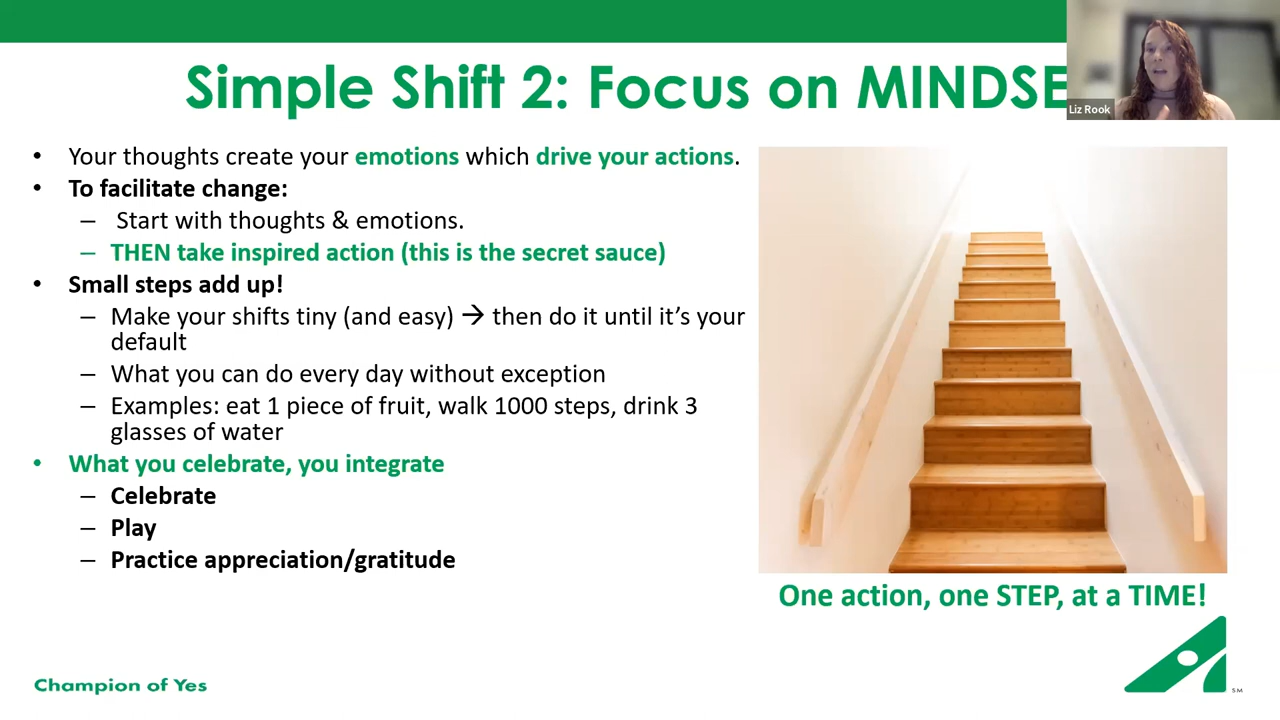 Simple Shift 2: Focus on MINDSE
Liz Rook
• Your thoughts create your emotions which drive your actions.
• To facilitate change:
– Start with thoughts & emotions.
– THEN take inspired action (this is the secret sauce)
• Small steps add up!
– Make your shifts tiny (and easy) → then do it until it’s your
default
– What you can do every day without exception
– Examples: eat 1 piece of fruit, walk 1000 steps, drink 3
glasses of water
• What you celebrate, you integrate
– Celebrate
– Play
– Practice appreciation/gratitude
One action, one STEP, at a TIME!
Champion of Yes
SM